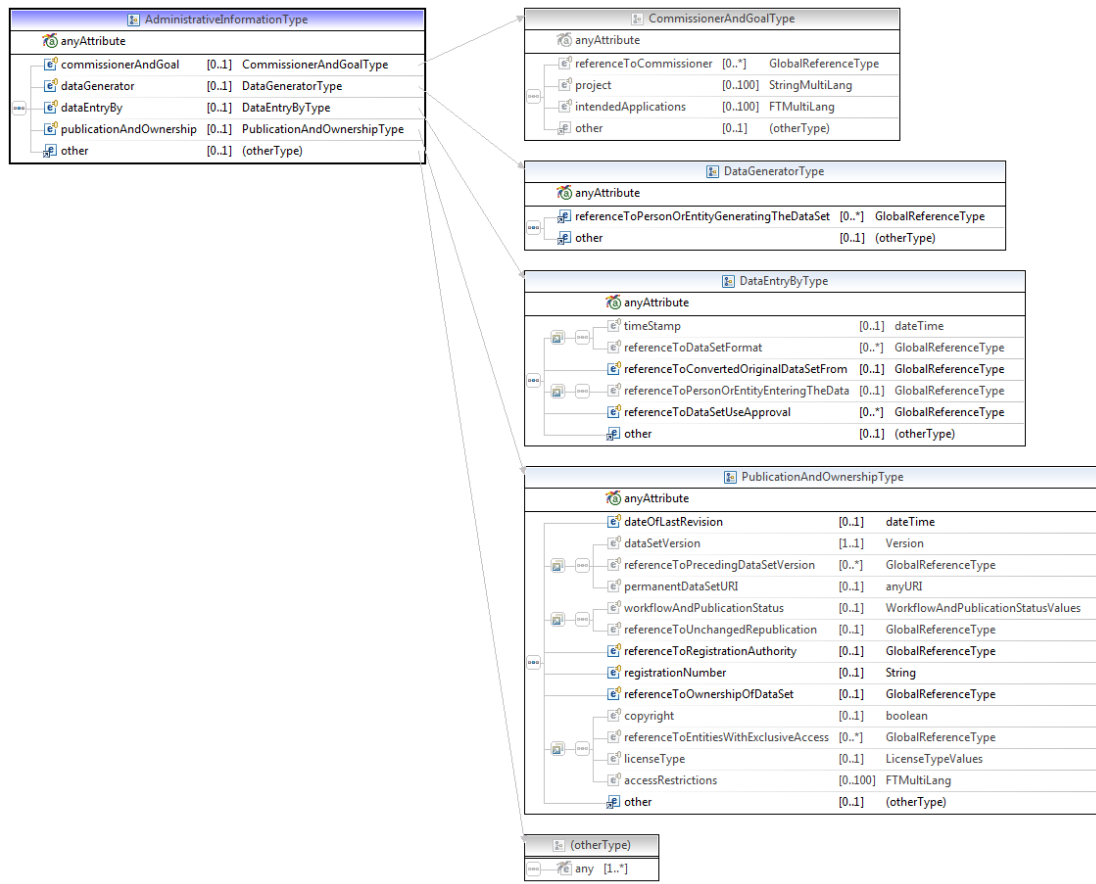 AdministrativeInformationType
anyAttribute
commissionerAndGoal [0..1] CommissionerAndGoalType
dataGenerator [0..1] DataGeneratorType
dataEntryBy [0..1] DataEntryByType
publicationAndOwnership [0..1] PublicationAndOwnershipType
other [0..1] (otherType)
CommissionerAndGoalType
anyAttribute
referenceToCommissioner [0..*] GlobalReferenceType
project [0..100] StringMultiLang
intendedApplications [0..100] FTMultiLang
other [0..1] (otherType)
DataGeneratorType
anyAttribute
referenceToPersonOrEntityGeneratingTheDataSet [0..*] GlobalReferenceType
other [0..1] (otherType)
DataEntryByType
anyAttribute
timeStamp [0..1] dateTime
referenceToDataSetFormat [0..*] GlobalReferenceType
referenceToConvertedOriginalDataSetFrom [0..1] GlobalReferenceType
referenceToPersonOrEntityEnteringTheData [0..1] GlobalReferenceType
referenceToDataSetUseApproval [0..*] GlobalReferenceType
other [0..1] (otherType)
PublicationAndOwnershipType
anyAttribute
dateOfLastRevision [0..1] dateTime
dataSetVersion [1..1] Version
referenceToPrecedingDataSetVersion [0..*] GlobalReferenceType
permanentDataSetURI [0..1] anyURI
workflowAndPublicationStatus [0..1] WorkflowAndPublicationStatusValues
referenceToUnchangedRepublication [0..1] GlobalReferenceType
referenceToRegistrationAuthority [0..1] GlobalReferenceType
registrationNumber [0..1] String
referenceToOwnershipOfDataSet [0..1] GlobalReferenceType
copyright [0..1] boolean
referenceToEntitiesWithExclusiveAccess [0..*] GlobalReferenceType
licenseType [0..1] LicenseTypeValues
accessRestrictions [0..100] FTMultiLang
other [0..1] (otherType)
(otherType)
any [1..*]